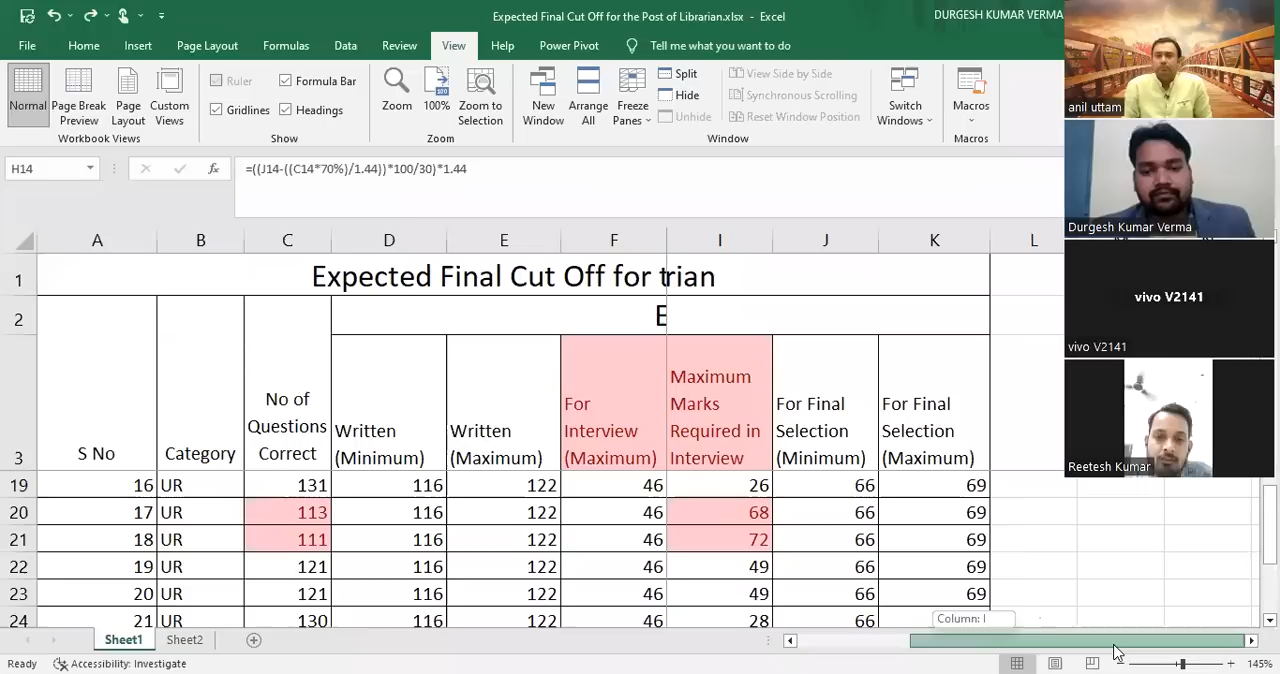 Expected Final Cut Off for the Post of Librarian.xlsx - Excel
DURGESH KUMAR VERMA
File Home Insert Page Layout Formulas Data Review View Help Power Pivot Tell me what you want to do
Normal Page Break Preview Page Layout Custom Views
Workbook Views
Ruler Formula Bar
Gridlines Headings
Show
Zoom 100% Zoom to Selection
Zoom
New Window Arrange All Freeze Panes
Split
Hide
Unhide
View Side by Side
Synchronous Scrolling
Reset Window Position
Window
Switch Windows
Macros
Macros
anil uttam
Durgesh Kumar Verma
vivo V2141
vivo V2141
Reetesh Kumar
H14 fx =((J14-((C14*70%)/1.44))*100/30)*1.44
A B C D E F I J K L
1 Expected Final Cut Off for trian
2 E
3 S No Category No of Questions Correct Written (Minimum) Written (Maximum) For Interview (Maximum) Maximum Marks Required in Interview For Final Selection (Minimum) For Final Selection (Maximum)
19 16 UR 131 116 122 46 26 66 69
20 17 UR 113 116 122 46 68 66 69
21 18 UR 111 116 122 46 72 66 69
22 19 UR 121 116 122 46 49 66 69
23 20 UR 121 116 122 46 49 66 69
24 21 UR 130 116 122 46 28 66
Column: I
Sheet1 Sheet2
Ready Accessibility: Investigate 145%